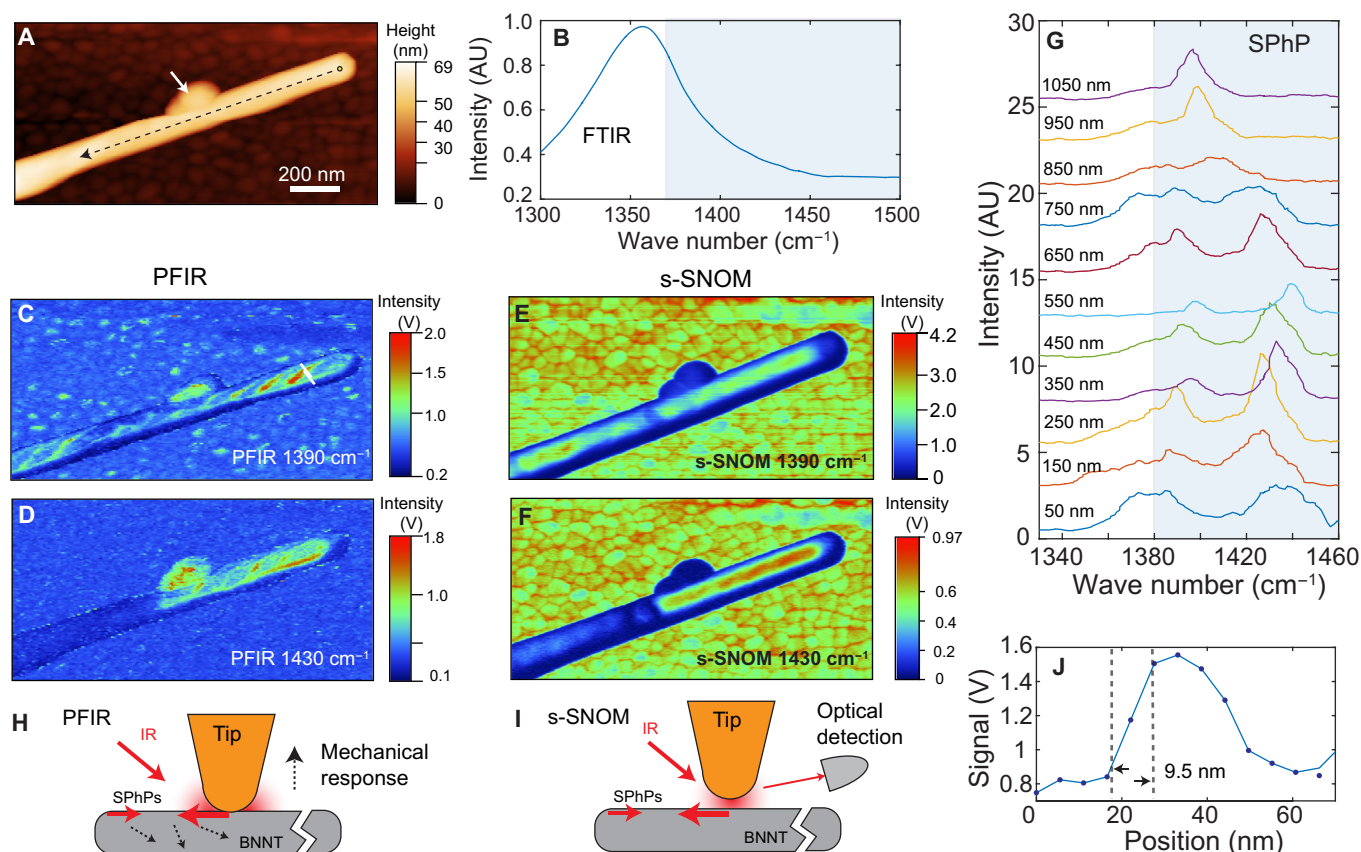 A
Height
(nm)
69
50
40
30
0
200 nm
B
Intensity (AU)
1.0
0.8
0.6
0.4
0.2
FTIR
1300
1350
1400
1450
1500
Wave number (cm⁻¹)
PFIR
C
PFIR 1390 cm⁻¹
Intensity
(V)
2.0
1.5
1.0
0.2
D
PFIR 1430 cm⁻¹
Intensity
(V)
1.8
1.0
0.1
s-SNOM
E
s-SNOM 1390 cm⁻¹
Intensity
(V)
4.2
3.0
2.0
1.0
0
F
s-SNOM 1430 cm⁻¹
Intensity
(V)
0.97
0.6
0.4
0.2
0
G
SPhP
Intensity (AU)
30
25
20
15
10
5
0
1050 nm
950 nm
850 nm
750 nm
650 nm
550 nm
450 nm
350 nm
250 nm
150 nm
50 nm
1340
1380
1420
1460
Wave number (cm⁻¹)
H
PFIR
IR
Tip
Mechanical
response
SPhPs
BNNT
I
s-SNOM
IR
Tip
Optical
detection
SPhPs
BNNT
J
Signal (V)
1.6
1.4
1.2
1
0.8
9.5 nm
0
20
40
60
Position (nm)